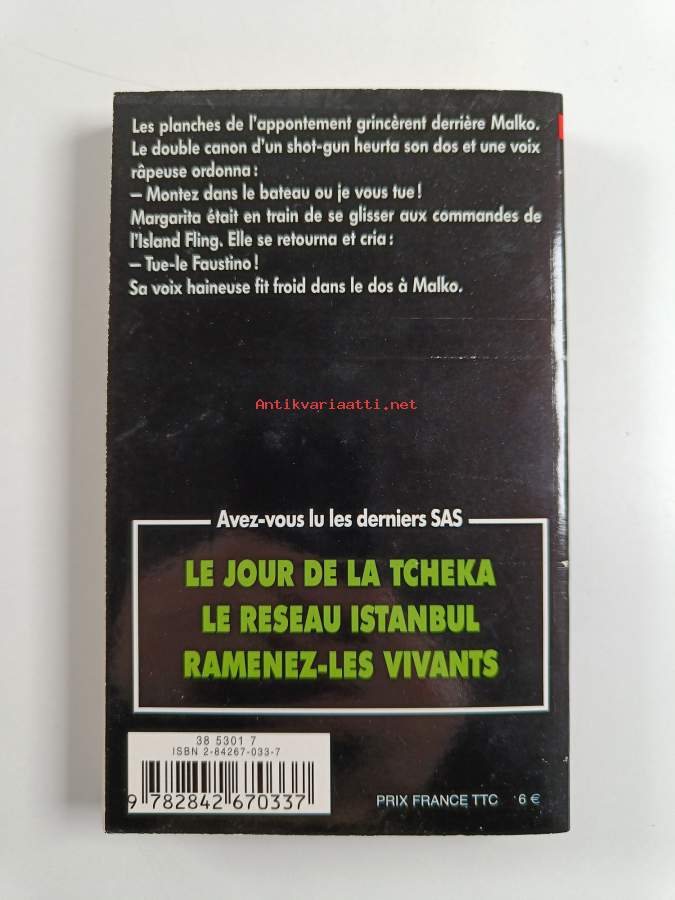 Les planches de l'appontement grincèrent derrière Malko.
Le double canon d'un shot-gun heurta son dos et une voix
râpeuse ordonna :
– Montez dans le bateau ou je vous tue !
Margarita était en train de se glisser aux commandes de
l'Island Fling. Elle se retourna et cria :
– Tue-le Faustino !
Sa voix haineuse fit froid dans le dos à Malko.
Antikvariaatti.net
Avez-vous lu les derniers SAS
LE JOUR DE LA TCHEKA
LE RESEAU ISTANBUL
RAMENEZ-LES VIVANTS
38 5301 7
ISBN 2-84267-033-7
9 782842 670337
PRIX FRANCE TTC 6 €